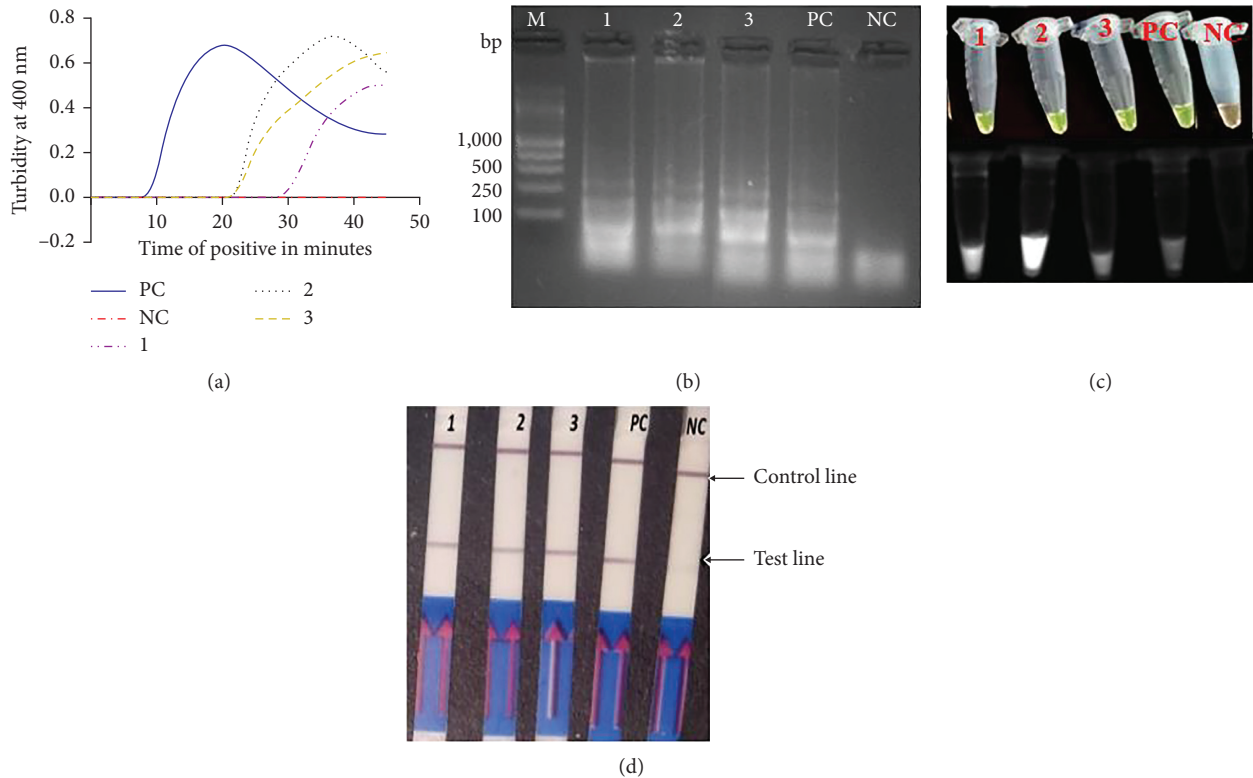 0.8
0.6
0.4
0.2
0.0
−0.2
Turbidity at 400 nm
10 20 30 40 50
Time of positive in minutes
PC
NC
1
2
3
(a)
M 1 2 3 PC NC
bp
1,000
500
250
100
(b)
1 2 3 PC NC
(c)
1 2 3 PC NC
Control line
Test line
(d)